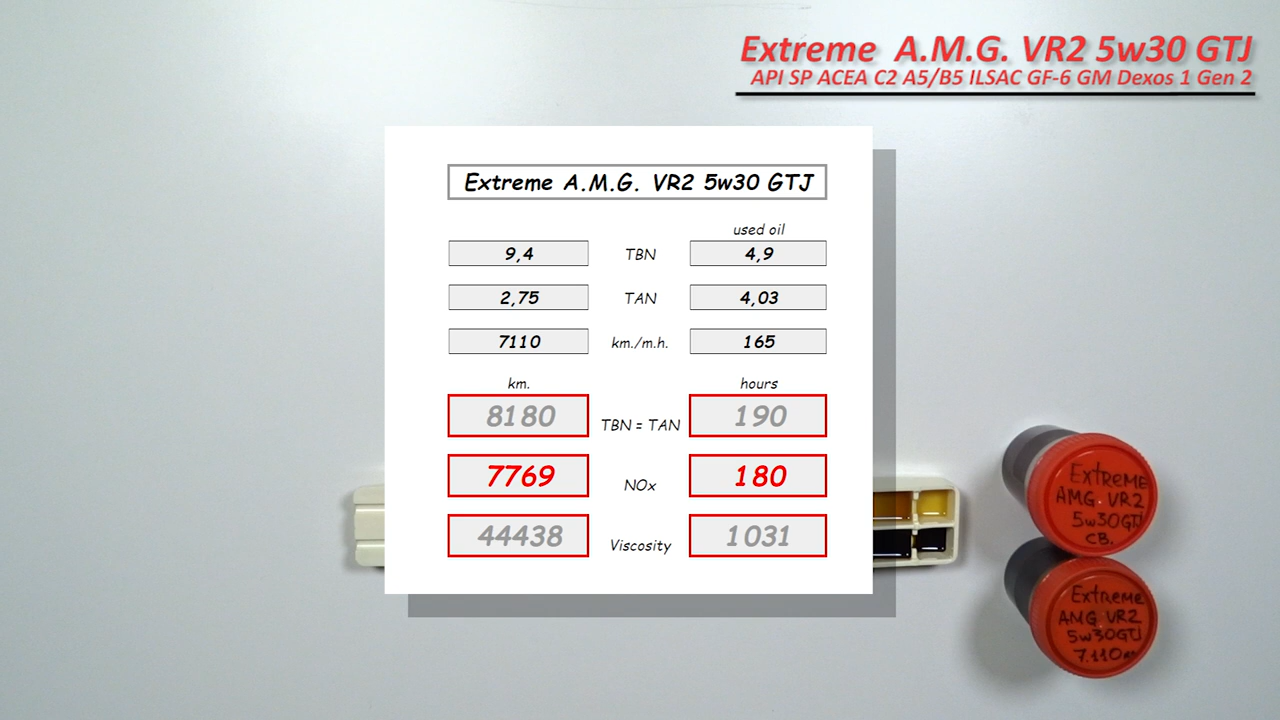 Extreme A.M.G. VR2 5w30 GTJ
API SP ACEA C2 A5/B5 ILSAC GF-6 GM Dexos 1 Gen 2
Extreme A.M.G. VR2 5w30 GTJ
used oil
9,4 TBN 4,9
2,75 TAN 4,03
7110 km./m.h. 165
km. hours
8180 TBN = TAN 190
7769 NOx 180
44438 Viscosity 1031
Extreme
AMG VR2
5w30GTJ
СВ.
Extreme
AMG VR2
5w30GTJ
7.110